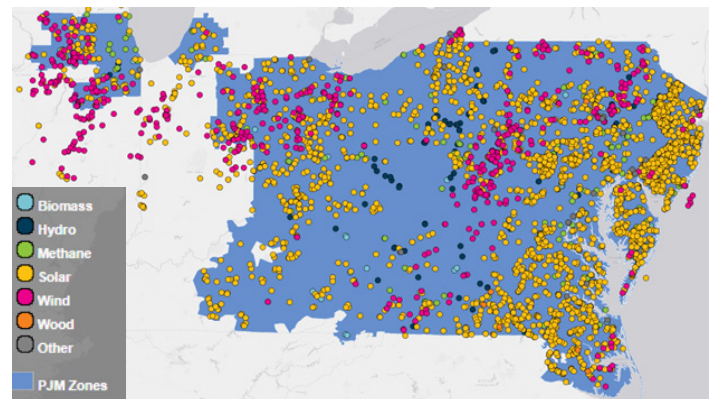 Biomass
Hydro
Methane
Solar
Wind
Wood
Other
PJM Zones